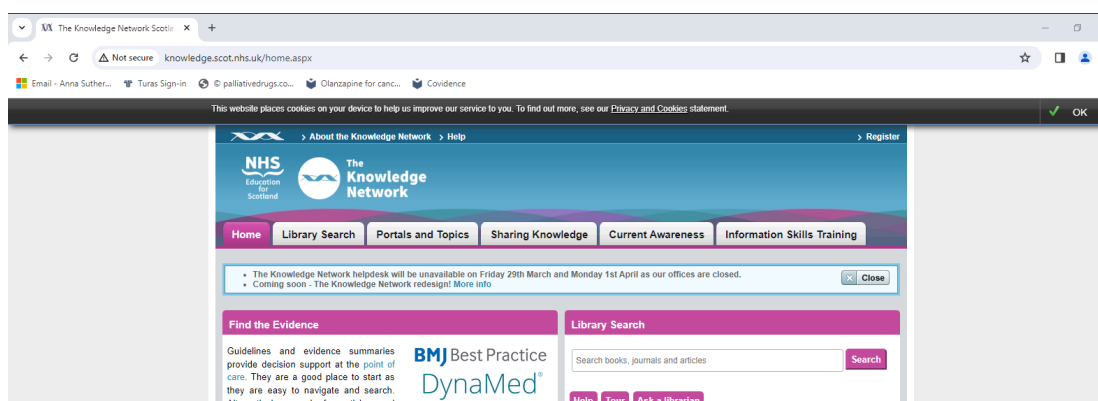 The Knowledge Network Scotla
Not secure knowledge.scot.nhs.uk/home.aspx
Email - Anna Suther... Turas Sign-in © palliativedrugs.co... Olanzapine for canc... Covidence
This website places cookies on your device to help us improve our service to you. To find out more, see our Privacy and Cookies statement.
OK
> About the Knowledge Network > Help > Register
NHS
Education
for
Scotland
The
Knowledge
Network
Home Library Search Portals and Topics Sharing Knowledge Current Awareness Information Skills Training
• The Knowledge Network helpdesk will be unavailable on Friday 29th March and Monday 1st April as our offices are closed.
• Coming soon - The Knowledge Network redesign! More info
Close
Find the Evidence
Guidelines and evidence summaries
provide decision support at the point of
care. They are a good place to start as
they are easy to navigate and search.
BMJ Best Practice
DynaMed®
Library Search
Search books, journals and articles
Search
Help Tour Ask a librarian